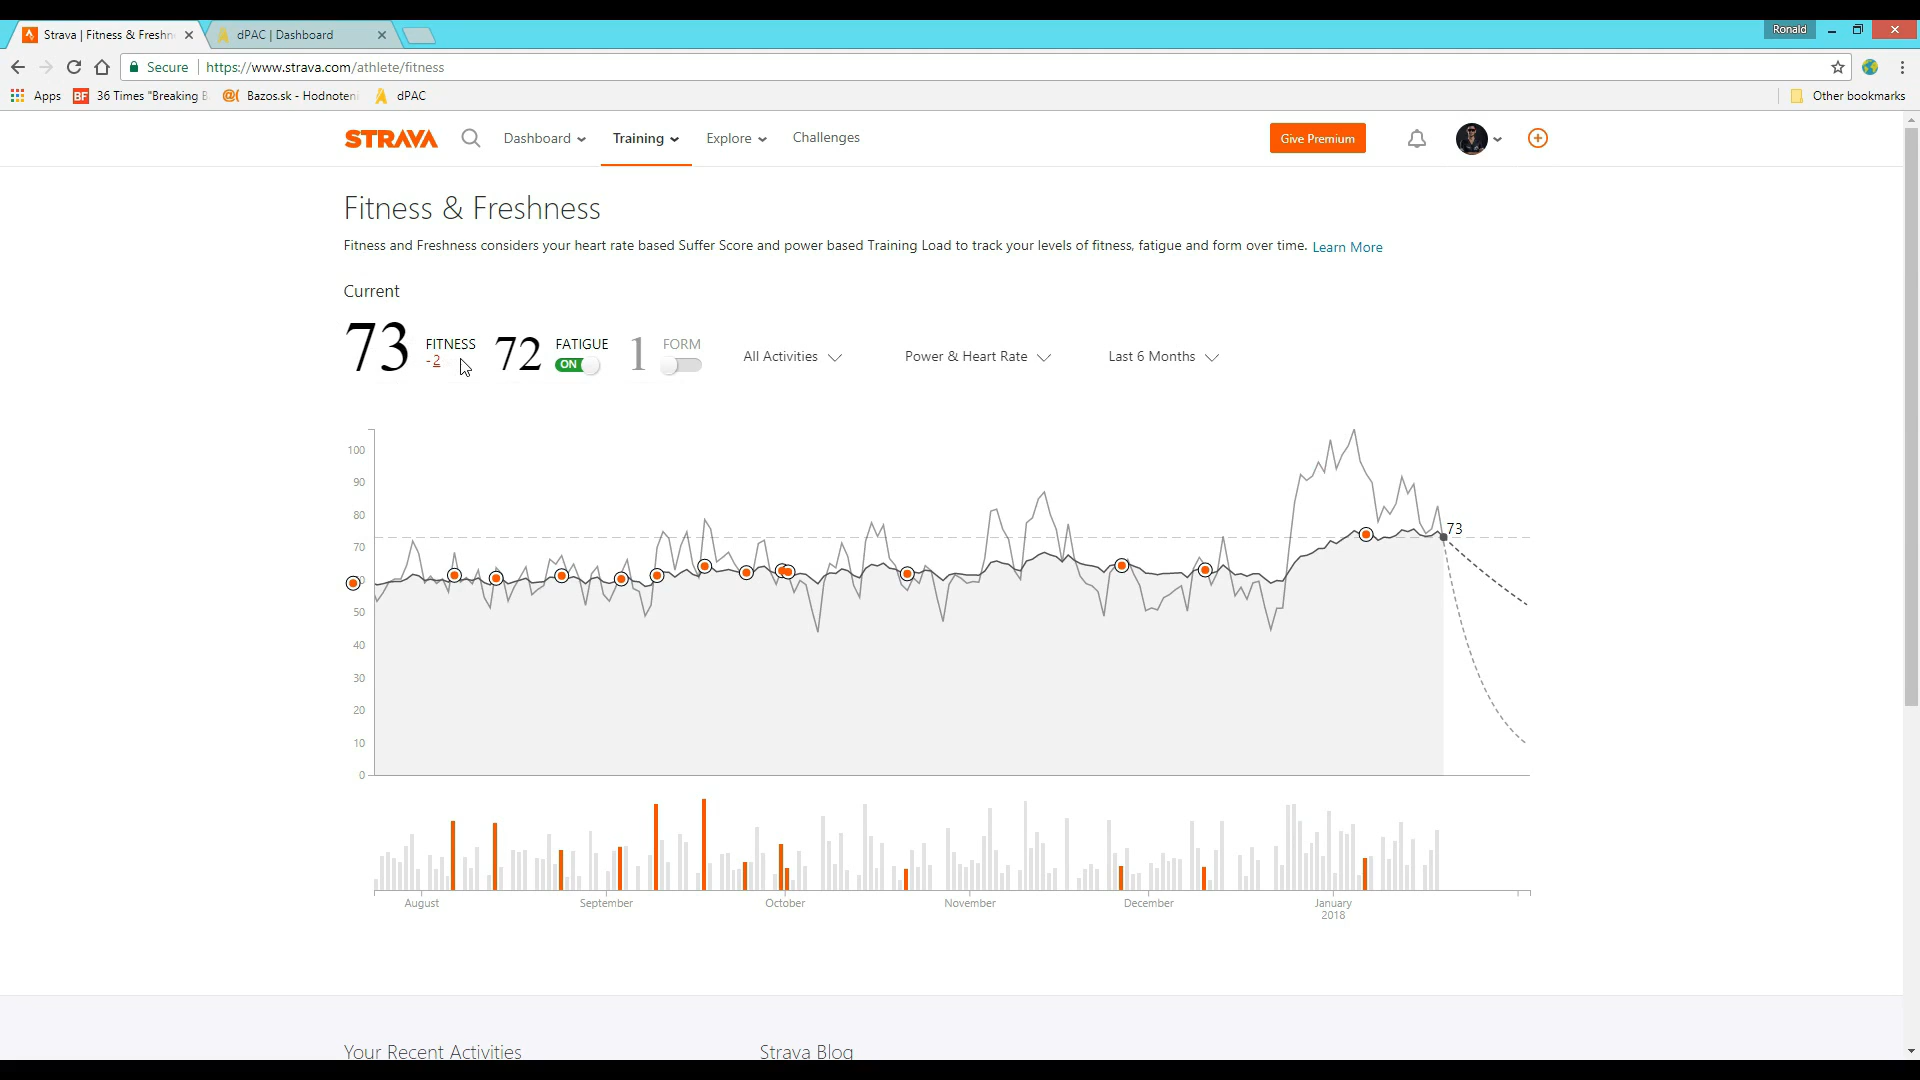 Strava | Fitness & Freshn
dPAC | Dashboard
Ronald
Secure
https://www.strava.com/athlete/fitness
Apps
BF
36 Times "Breaking B
@(
Bazos.sk - Hodnoten
dPAC
Other bookmarks
STRAVA
Dashboard
Training
Explore
Challenges
Give Premium
Fitness & Freshness
Fitness and Freshness considers your heart rate based Suffer Score and power based Training Load to track your levels of fitness, fatigue and form over time. Learn More
Current
73 FITNESS -2
72 FATIGUE ON
1 FORM
All Activities
Power & Heart Rate
Last 6 Months
100
90
80
73
70
50
40
30
20
10
0
August
September
October
November
December
January
2018
Your Recent Activities
Strava Blog